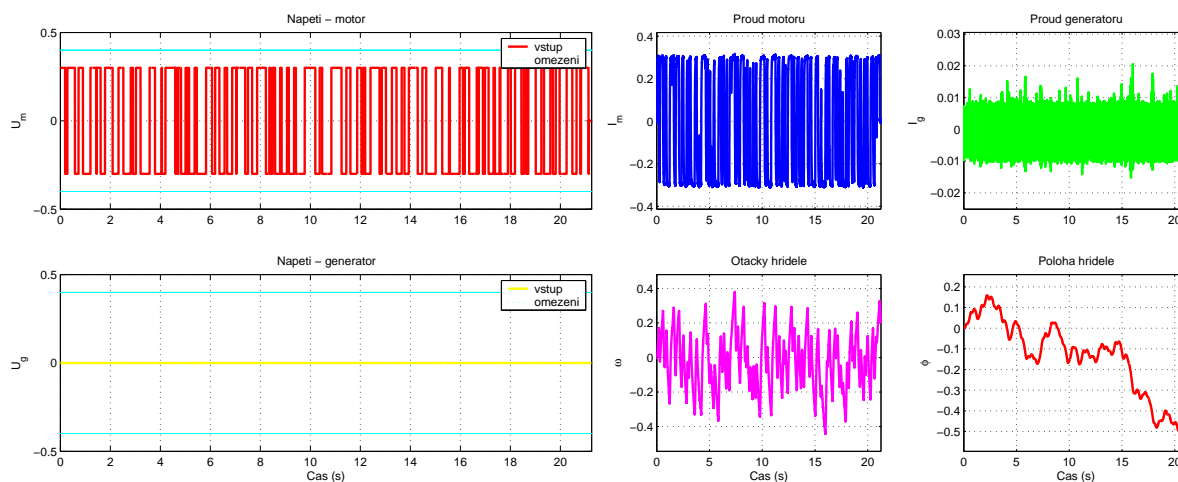 Napeti − motor
0.5
0
−0.5
U_m
vstup
omezeni
0 2 4 6 8 10 12 14 16 18 20
Proud motoru
0.4
0.2
0
−0.2
−0.4
I_m
0 5 10 15 20
Proud generatoru
0.03
0.02
0.01
0
−0.01
−0.02
I_g
0 5 10 15 20
Napeti − generator
0.5
0
−0.5
U_g
vstup
omezeni
0 2 4 6 8 10 12 14 16 18 20
Cas (s)
Otacky hridele
0.4
0.2
0
−0.2
−0.4
ω
0 5 10 15 20
Cas (s)
Poloha hridele
0.2
0.1
0
−0.1
−0.2
−0.3
−0.4
−0.5
ϕ
0 5 10 15 20
Cas (s)